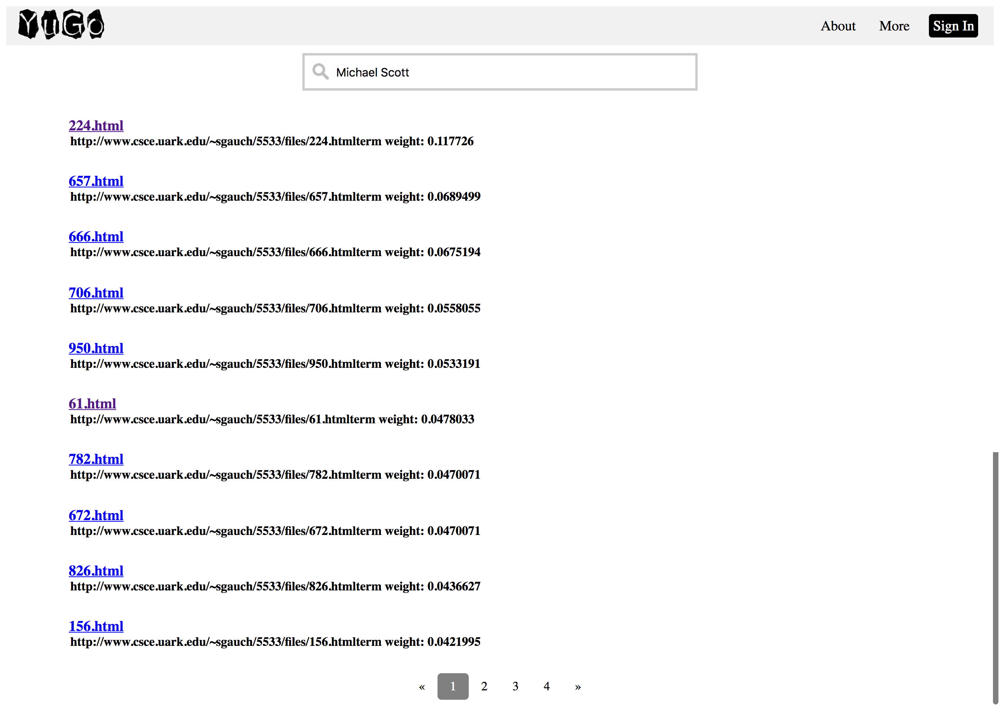 YuGo
About More Sign In
Michael Scott
224.html
http://www.csce.uark.edu/~sgauch/5533/files/224.htmlterm weight: 0.117726
657.html
http://www.csce.uark.edu/~sgauch/5533/files/657.htmlterm weight: 0.0689499
666.html
http://www.csce.uark.edu/~sgauch/5533/files/666.htmlterm weight: 0.0675194
706.html
http://www.csce.uark.edu/~sgauch/5533/files/706.htmlterm weight: 0.0558055
950.html
http://www.csce.uark.edu/~sgauch/5533/files/950.htmlterm weight: 0.0533191
61.html
http://www.csce.uark.edu/~sgauch/5533/files/61.htmlterm weight: 0.0478033
782.html
http://www.csce.uark.edu/~sgauch/5533/files/782.htmlterm weight: 0.0470071
672.html
http://www.csce.uark.edu/~sgauch/5533/files/672.htmlterm weight: 0.0470071
826.html
http://www.csce.uark.edu/~sgauch/5533/files/826.htmlterm weight: 0.0436627
156.html
http://www.csce.uark.edu/~sgauch/5533/files/156.htmlterm weight: 0.0421995
« 1 2 3 4 »